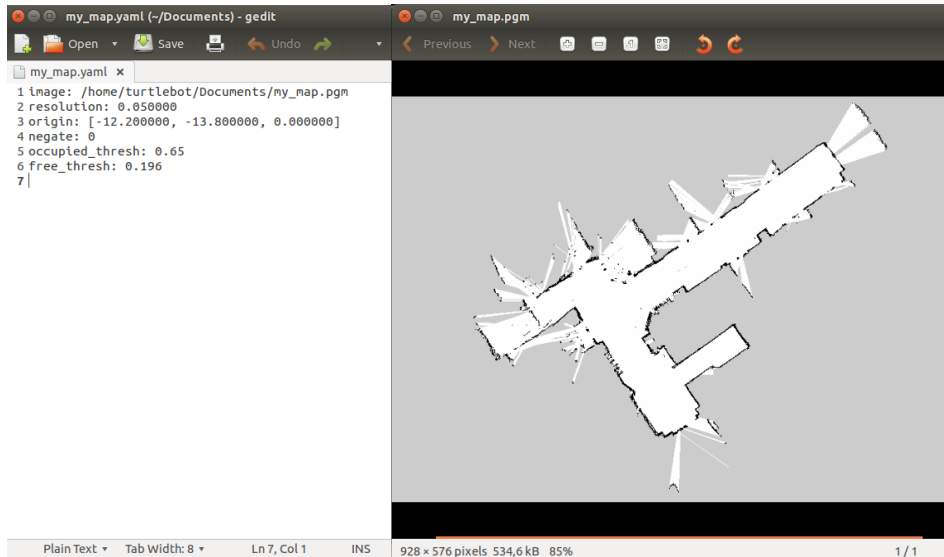 my_map.yaml (~/Documents) - gedit
Open Save Undo
my_map.yaml ×
1 image: /home/turtlebot/Documents/my_map.pgm
2 resolution: 0.050000
3 origin: [-12.200000, -13.800000, 0.000000]
4 negate: 0
5 occupied_thresh: 0.65
6 free_thresh: 0.196
7
Plain Text Tab Width: 8 Ln 7, Col 1 INS
my_map.pgm
Previous Next
928 × 576 pixels 534,6 kB 85% 1 / 1